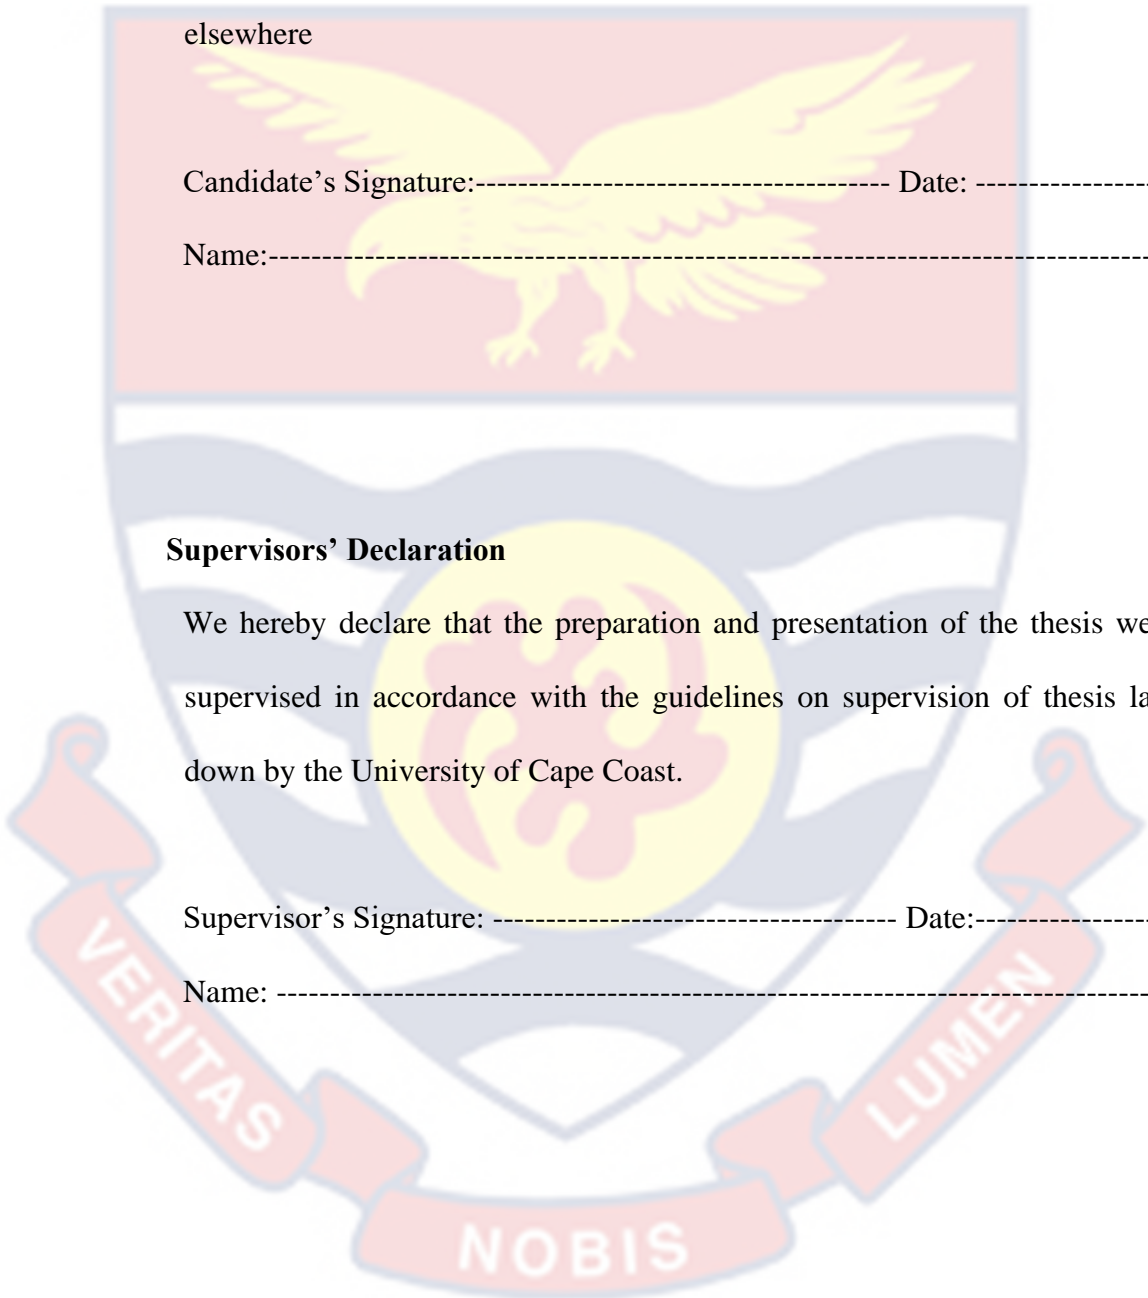 elsewhere
Candidate’s Signature:--------------------------------------- Date: -----------------
Name:-----------------------------------------------------------------------------------
Supervisors’ Declaration
We hereby declare that the preparation and presentation of the thesis we
supervised in accordance with the guidelines on supervision of thesis la
down by the University of Cape Coast.
Supervisor’s Signature: -------------------------------------- Date:-----------------
Name: ----------------------------------------------------------------------------------
VERITAS
NOBIS
LUMEN